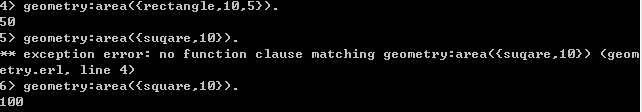 4> geometry:area({rectangle,10,5}).
50
5> geometry:area({suqare,10}).
** exception error: no function clause matching geometry:area({suqare,10}) (geom
etry.erl, line 4)
6> geometry:area({square,10}).
100